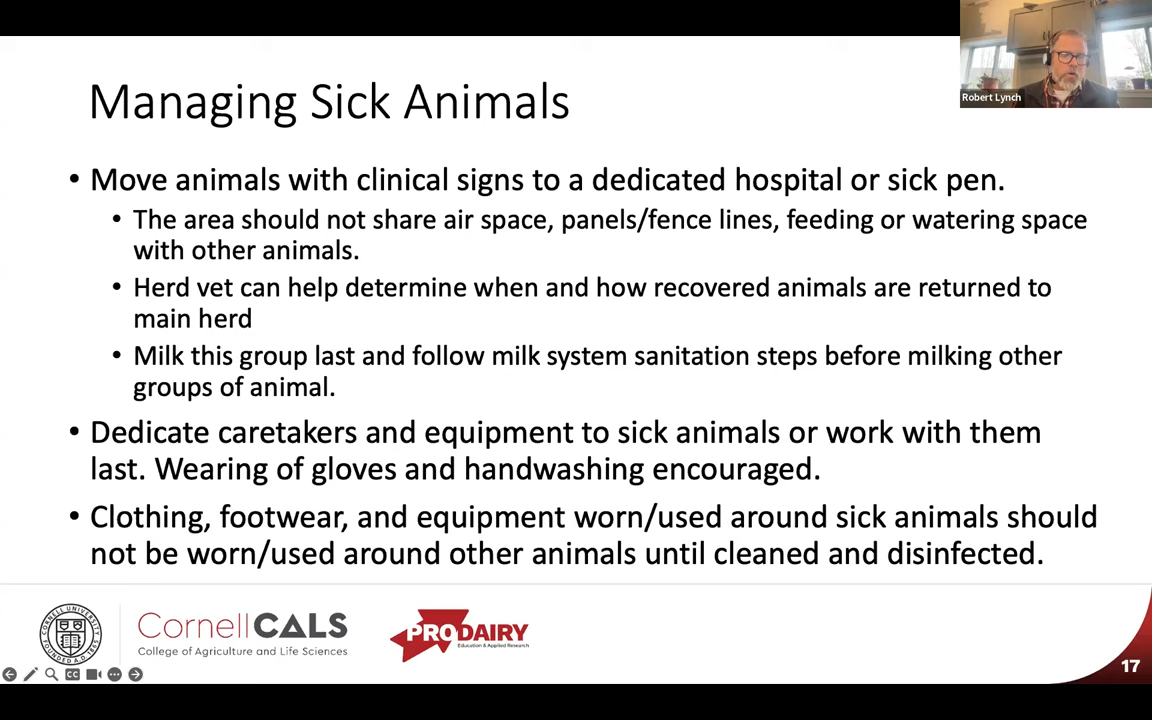 Managing Sick Animals
Robert Lynch
• Move animals with clinical signs to a dedicated hospital or sick pen.
• The area should not share air space, panels/fence lines, feeding or watering space
with other animals.
• Herd vet can help determine when and how recovered animals are returned to
main herd
• Milk this group last and follow milk system sanitation steps before milking other
groups of animal.
• Dedicate caretakers and equipment to sick animals or work with them
last. Wearing of gloves and handwashing encouraged.
• Clothing, footwear, and equipment worn/used around sick animals should
not be worn/used around other animals until cleaned and disinfected.
CornellCALS
College of Agriculture and Life Sciences
PRODAIRY
Education & Applied Research
CC
17